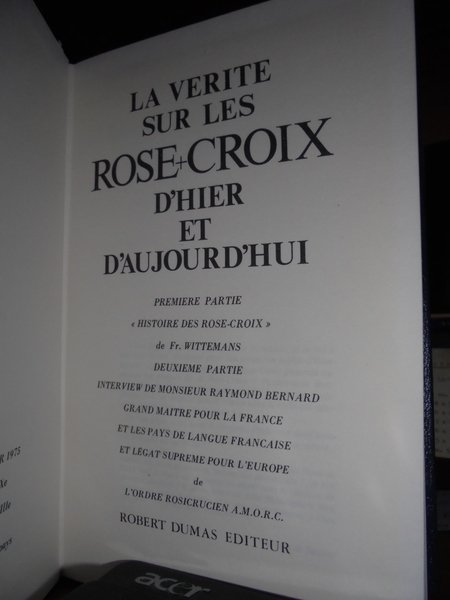 LA VERITE
SUR LES
ROSE+CROIX
D'HIER
ET
D'AUJOURD'HUI
PREMIERE PARTIE
« HISTOIRE DES ROSE-CROIX »
de Fr. WITTEMANS
DEUXIEME PARTIE
INTERVIEW DE MONSIEUR RAYMOND BERNARD
GRAND MAITRE POUR LA FRANCE
ET LES PAYS DE LANGUE FRANCAISE
ET LÉGAT SUPREME POUR L'EUROPE
de
L'ORDRE ROSICRUCIEN A.M.O.R.C.
ROBERT DUMAS EDITEUR
R 1975
acer